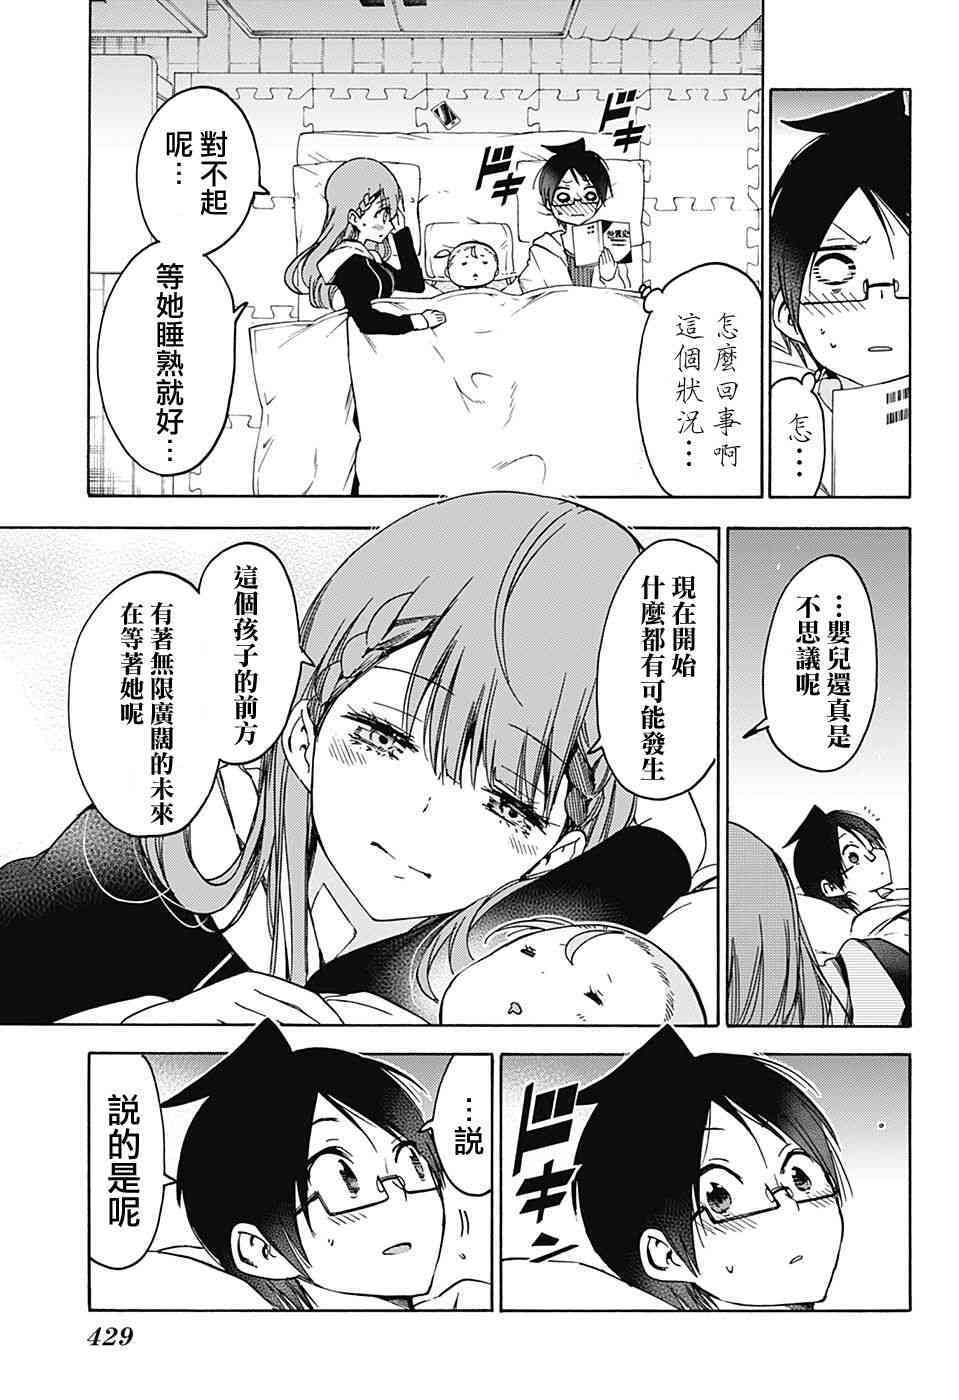 怎…
怎麼回事啊
這個狀況…
ドキ
ドキ
對不起
呢…
等她睡熟就好…
…嬰兒還真是
不思議呢
現在開始
什麼都有可能發生
這個孩子的前方
有著無限廣闊的未來
在等著她呢
ドキン
…説
説的是呢
429